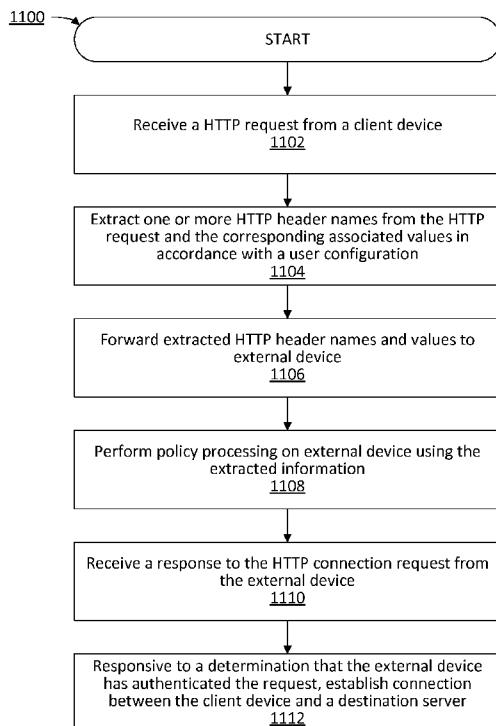 1100
START
Receive a HTTP request from a client device
1102
Extract one or more HTTP header names from the HTTP
request and the corresponding associated values in
accordance with a user configuration
1104
Forward extracted HTTP header names and values to
external device
1106
Perform policy processing on external device using the
extracted information
1108
Receive a response to the HTTP connection request from
the external device
1110
Responsive to a determination that the external device
has authenticated the request, establish connection
between the client device and a destination server
1112